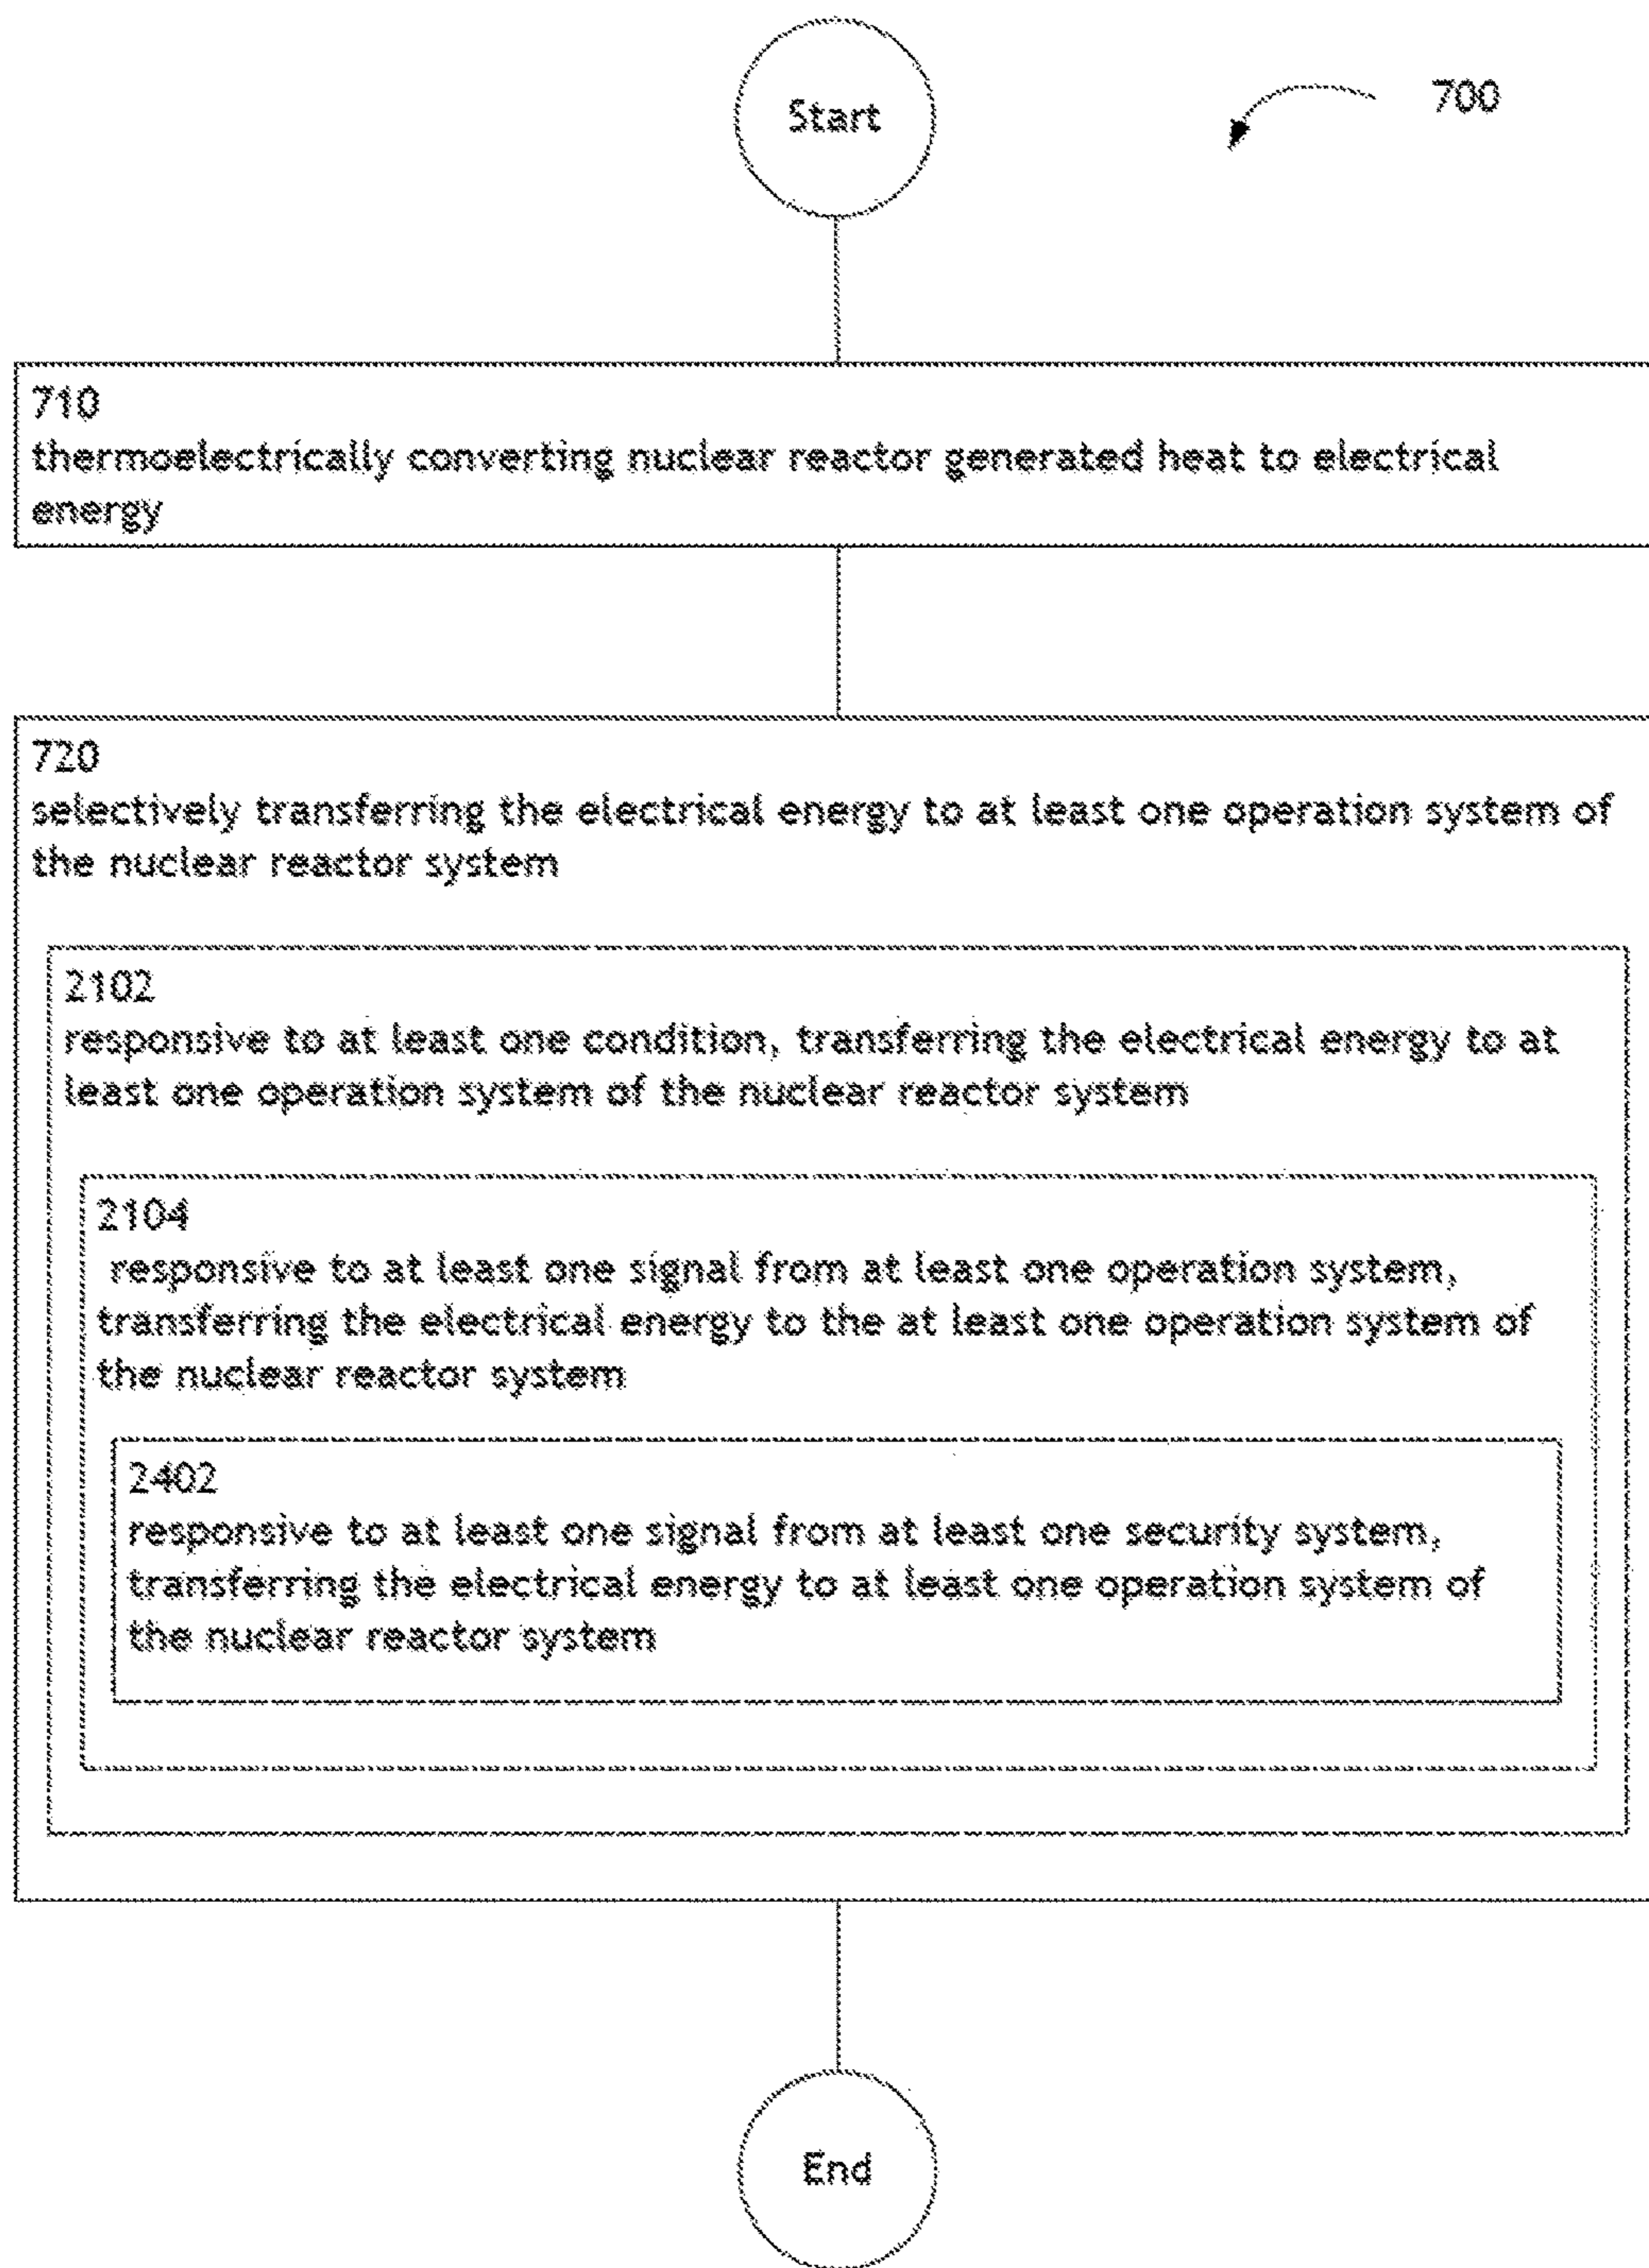 Start
700
710
thermoelectrically converting nuclear reactor generated heat to electrical
energy
720
selectively transferring the electrical energy to at least one operation system of
the nuclear reactor system
2102
responsive to at least one condition, transferring the electrical energy to at
least one operation system of the nuclear reactor system
2104
responsive to at least one signal from at least one operation system,
transferring the electrical energy to the at least one operation system of
the nuclear reactor system
2402
responsive to at least one signal from at least one security system,
transferring the electrical energy to at least one operation system of
the nuclear reactor system
End